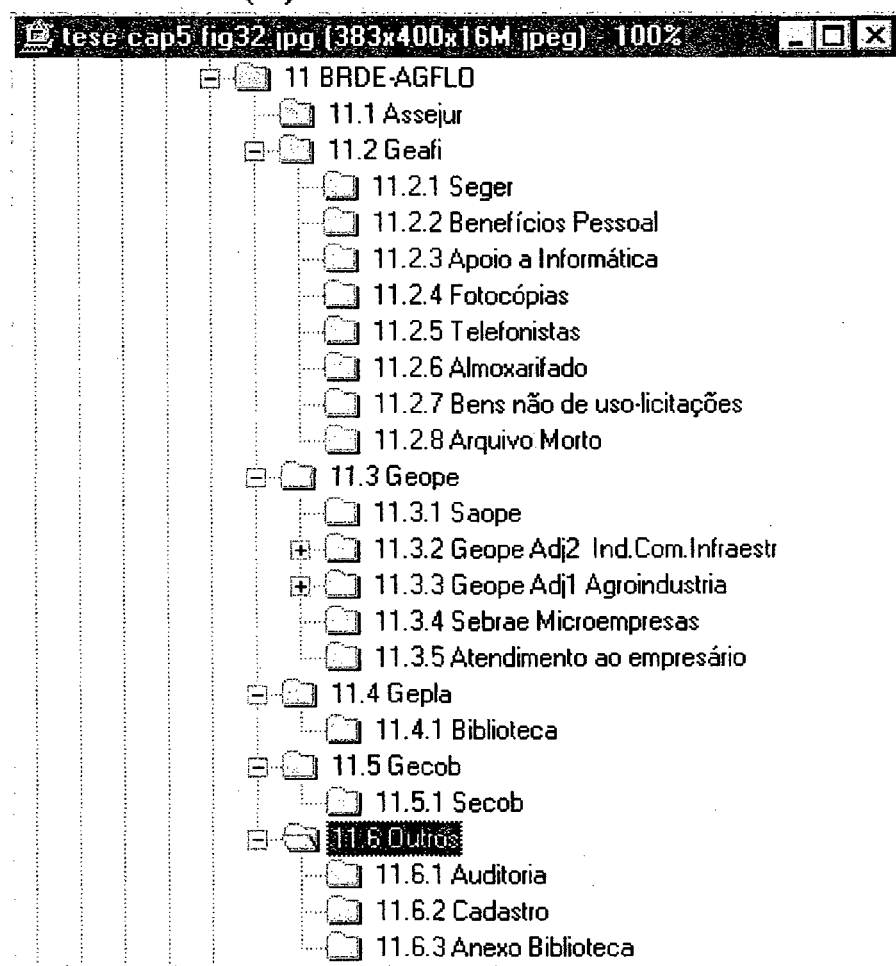 tese-cap5 fig32.jpg (383x400x16M jpeg) - 100%
11 BRDE-AGFLO
11.1 Assejur
11.2 Geafi
11.2.1 Seger
11.2.2 Benefícios Pessoal
11.2.3 Apoio a Informática
11.2.4 Fotocópias
11.2.5 Telefonistas
11.2.6 Almoxarifado
11.2.7 Bens não de uso-licitações
11.2.8 Arquivo Morto
11.3 Geope
11.3.1 Saope
11.3.2 Geope Adj2 Ind.Com.Infraestr
11.3.3 Geope Adj1 Agroindustria
11.3.4 Sebrae Microempresas
11.3.5 Atendimento ao empresário
11.4 Gepla
11.4.1 Biblioteca
11.5 Gecob
11.5.1 Secob
11.6 Outros
11.6.1 Auditoria
11.6.2 Cadastro
11.6.3 Anexo Biblioteca